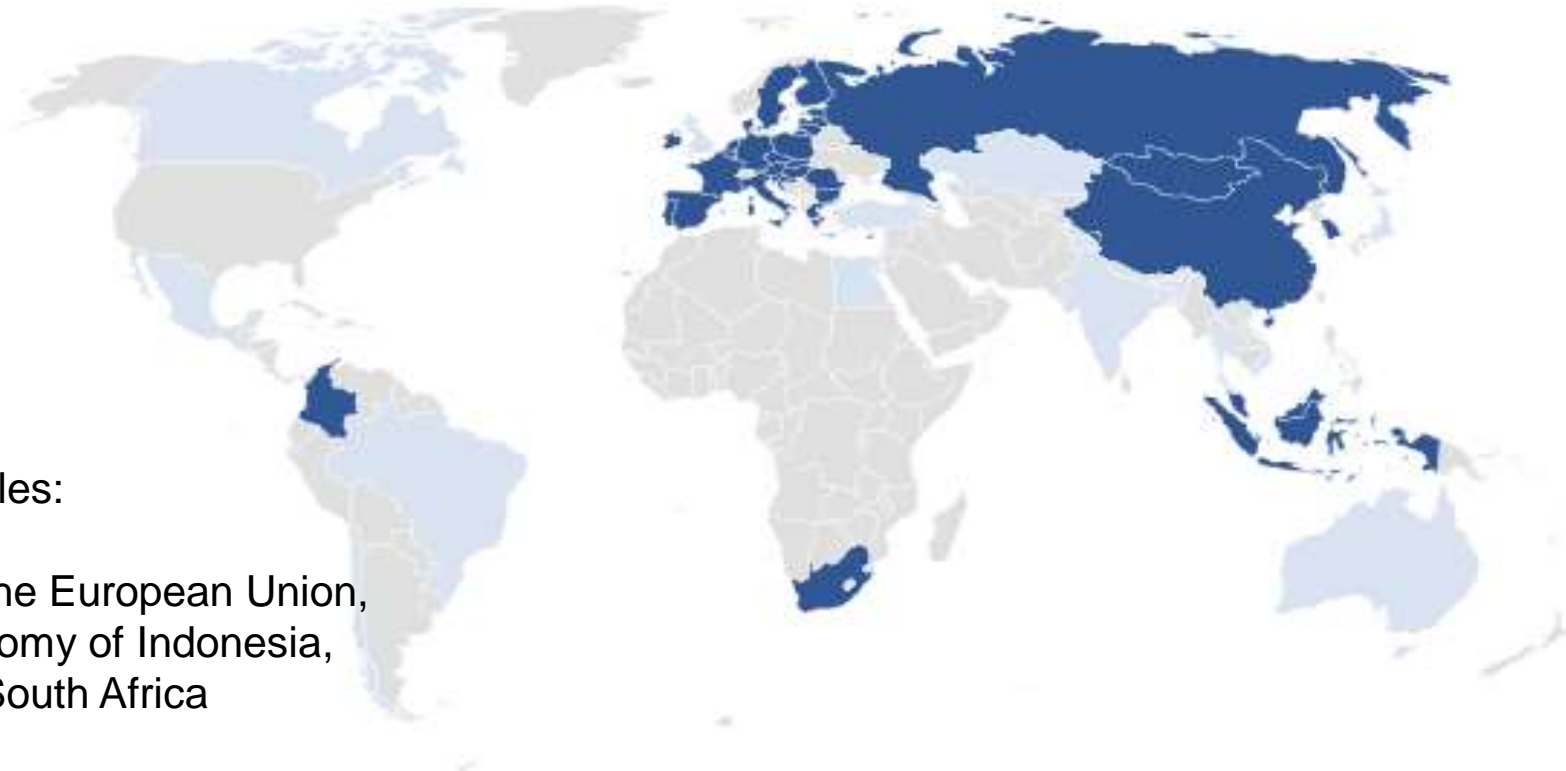 les:
he European Union,
omy of Indonesia,
South Africa